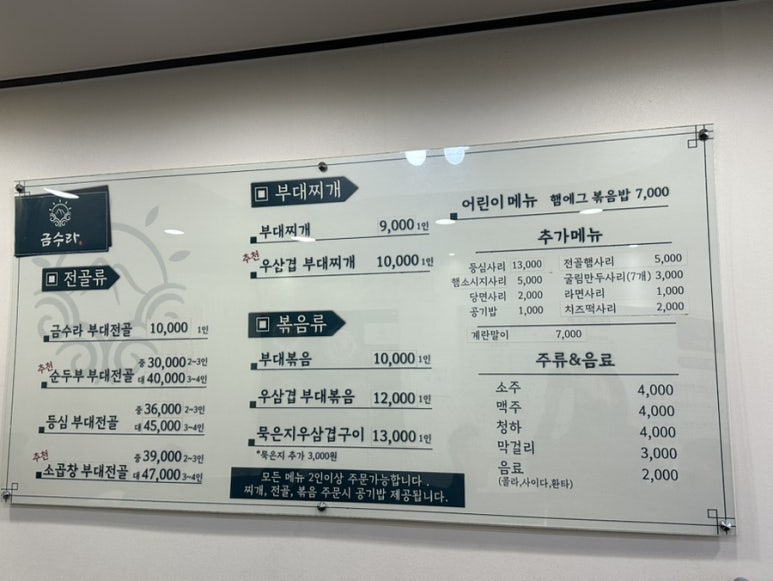 금수라
전골류
금수라 부대전골 10,000 1인
추천
순두부 부대전골 중 30,000 2~3인
대 40,000 3~4인
등심 부대전골 중 36,000 2~3인
대 45,000 3~4인
추천
소곱창 부대전골 중 39,000 2~3인
대 47,000 3~4인
부대찌개
부대찌개 9,000 1인
추천
우삼겹 부대찌개 10,000 1인
볶음류
부대볶음 10,000 1인
우삼겹 부대볶음 12,000 1인
묵은지우삼겹구이 13,000 1인
*묵은지 추가 3,000원
모든 메뉴 2인이상 주문가능합니다.
찌개, 전골, 볶음 주문시 공기밥 제공됩니다.
어린이 메뉴 햄에그 볶음밥 7,000
추가메뉴
등심사리 13,000
햄소시지사리 5,000
당면사리 2,000
공기밥 1,000
전골햄사리 5,000
굴림만두사리(7개) 3,000
라면사리 1,000
치즈떡사리 2,000
계란말이 7,000
주류&음료
소주 4,000
맥주 4,000
청하 4,000
막걸리 3,000
음료 2,000
(콜라,사이다,환타)